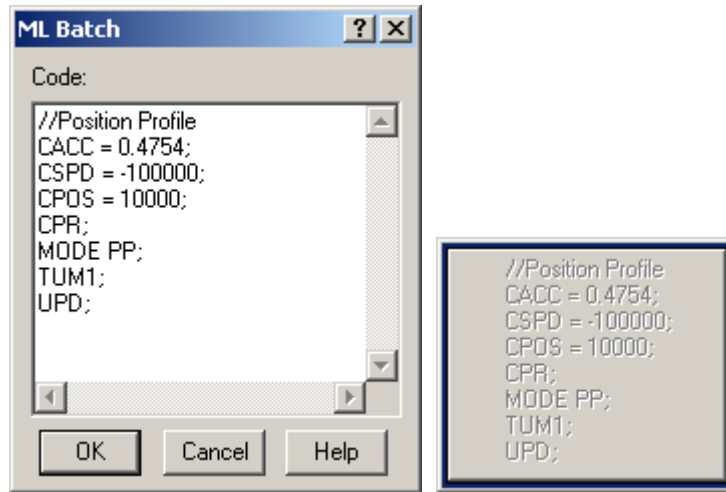 ML Batch
Code:
//Position Profile
CACC = 0.4754;
CSPD = -100000;
CPOS = 10000;
CPR;
MODE PP;
TUM1;
UPD;
OK Cancel Help
//Position Profile
CACC = 0.4754;
CSPD = -100000;
CPOS = 10000;
CPR;
MODE PP;
TUM1;
UPD;